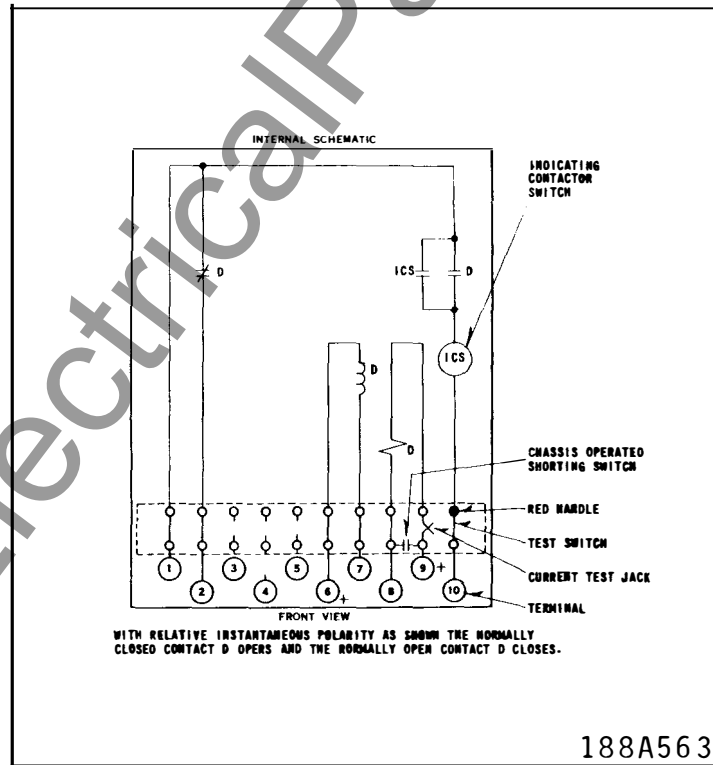 ElectricalPa
INTERNAL SCHEMATIC
INDICATING
CONTACTOR
SWITCH
D
ICS
D
ICS
D
D
CHASSIS OPERATED
SHORTING SWITCH
RED HANDLE
TEST SWITCH
CURRENT TEST JACK
TERMINAL
1 3 5 7 9 +
2 4 6 + 8 10
FRONT VIEW
WITH RELATIVE INSTANTANEOUS POLARITY AS SHOWN THE NORMALLY
CLOSED CONTACT D OPERS AND THE NORMALLY OPEN CONTACT D CLOSES.
188A563